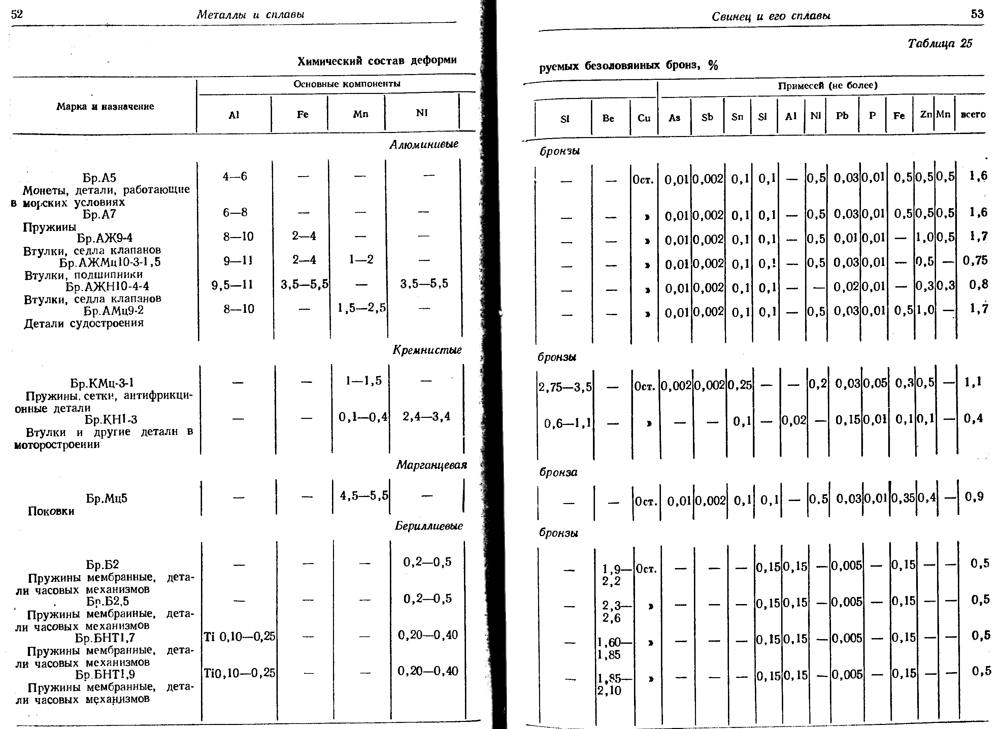 52
Металлы и сплавы
Химический состав деформи
Марка и назначение
Основные компоненты
Al Fe Mn Ni
Алюминивые
Бр.А5 4—6 — — —
Монеты, детали, работающие
в морских условиях
Бр.А7 6—8 — — —
Пружины
Бр.АЖ9-4 8—10 2—4 — —
Втулки, седла клапанов
Бр.АЖМц10-3-1,5 9—11 2—4 1—2 —
Втулки, подшипники
Бр.АЖН10-4-4 9,5—11 3,5—5,5 — 3,5—5,5
Втулки, седла клапанов
Бр.АМц9-2 8—10 — 1,5—2,5 —
Детали судостроения
Кремнистые
Бр.КМц-3-1 — — 1—1,5 —
Пружины, сетки, антифрикци-
онные детали
Бр.КН1-3 — — 0,1—0,4 2,4—3,4
Втулки и другие детали в
моторостроении
Марганцевая
Бр.Мц5 — — 4,5—5,5 —
Поковки
Бериллиевые
Бр.Б2 — — — 0,2—0,5
Пружины мембранные, дета-
ли часовых механизмов
Бр.Б2,5 — — — 0,2—0,5
Пружины мембранные, дета-
ли часовых механизмов
Бр.БНТ1,7 Ti 0,10—0,25 — — 0,20—0,40
Пружины мембранные, дета-
ли часовых механизмов
Бр.БНТ1,9 Ti0,10—0,25 — — 0,20—0,40
Пружины мембранные, дета-
ли часовых механизмов
Свинец и его сплавы
53
Таблица 25
руемых безоловянных бронз, %
Примесей (не более)
Si Be Cu As Sb Sn Si Al Ni Pb P Fe Zn Mn всего
бронзы
— — Ост. 0,01 0,002 0,1 0,1 — 0,5 0,03 0,01 0,5 0,5 0,5 1,6
— — » 0,01 0,002 0,1 0,1 — 0,5 0,03 0,01 0,5 0,5 0,5 1,6
— — » 0,01 0,002 0,1 0,1 — 0,5 0,01 0,01 — 1,0 0,5 1,7
— — » 0,01 0,002 0,1 0,1 — 0,5 0,03 0,01 — 0,5 — 0,75
— — » 0,01 0,002 0,1 0,1 — — 0,02 0,01 — 0,3 0,3 0,8
— — » 0,01 0,002 0,1 0,1 — 0,5 0,03 0,01 0,5 1,0 — 1,7
бронзы
2,75—3,5 — Ост. 0,002 0,002 0,25 — — 0,2 0,03 0,05 0,3 0,5 — 1,1
0,6—1,1 — » — — 0,1 — 0,02 — 0,15 0,01 0,1 0,1 — 0,4
бронза
— — Ост. 0,01 0,002 0,1 0,1 — 0,5 0,03 0,01 0,35 0,4 — 0,9
бронзы
— 1,9— Ост. — — — 0,15 0,15 — 0,005 — 0,15 — — 0,5
2,2
— 2,3— » — — — 0,15 0,15 — 0,005 — 0,15 — — 0,5
2,6
— 1,60— » — — — 0,15 0,15 — 0,005 — 0,15 — — 0,5
1,85
— 1,85— » — — — 0,15 0,15 — 0,005 — 0,15 — — 0,5
2,10